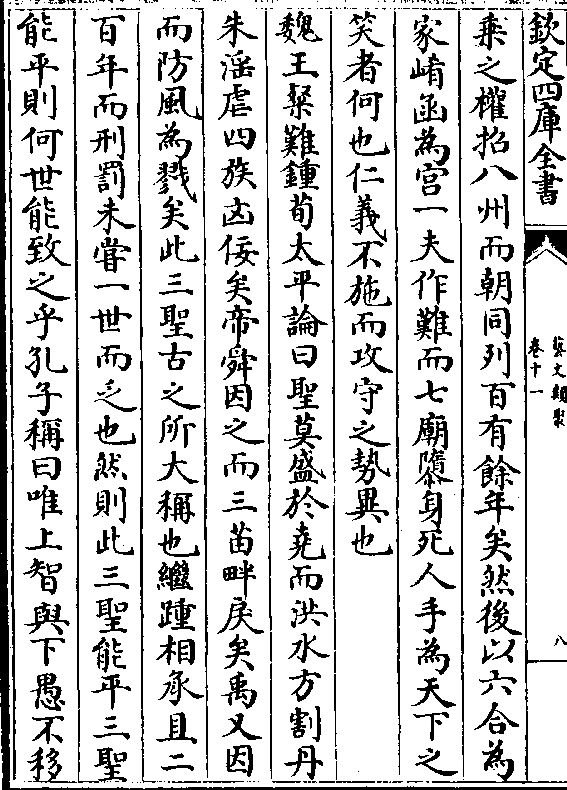 欽定四庫全書
藝文類聚
卷十一
八
乘之權招八州而朝同列百有餘年矣然後以六合為
家崤函為宫一夫作難而七廟隳身死人手為天下之
笑者何也仁義不施而攻守之勢異也
魏王粲難鍾荀太平論曰聖莫盛於堯而洪水方割丹
朱淫虐四族凶佞矣帝舜因之而三苗畔戾矣禹又因
而防風為戮矣此三聖古之所大稱也繼踵相承且二
百年而刑罰未嘗一世而乏也然則此三聖能平三聖
能平則何世能致之乎孔子稱曰唯上智與下愚不移